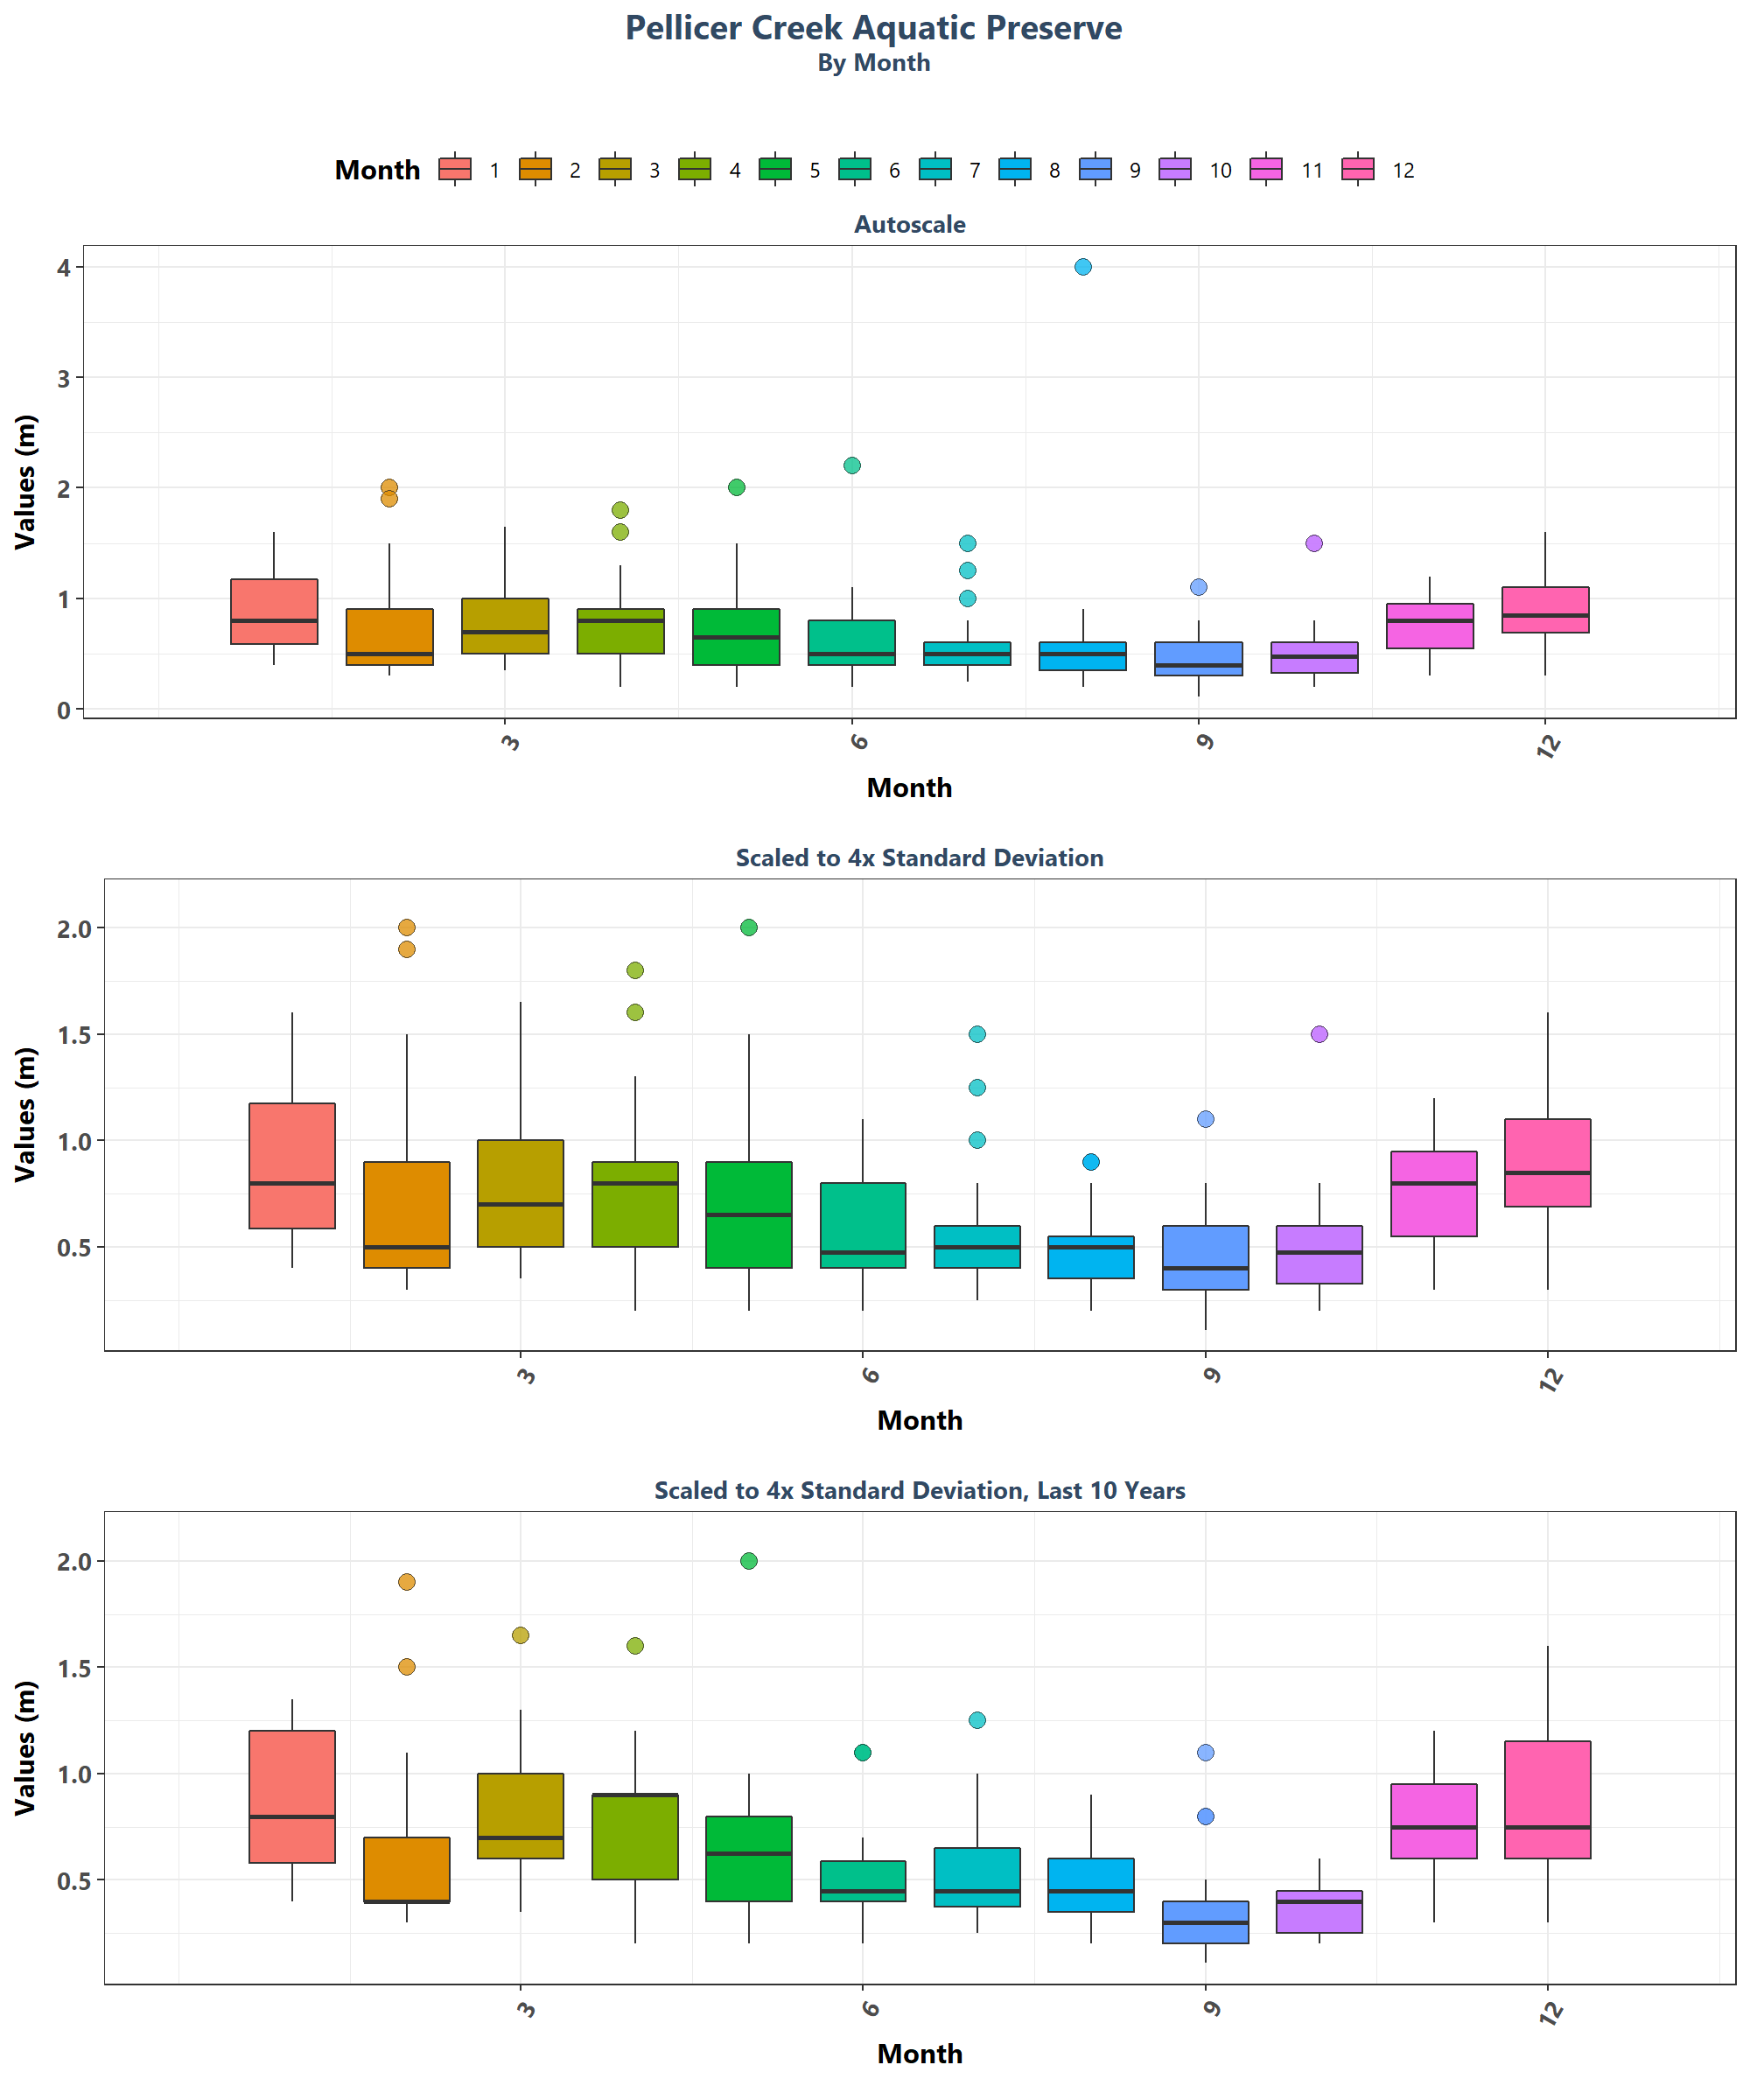 Pellicer Creek Aquatic Preserve
By Month
Month 1 2 3 4 5 6 7 8 9 10 11 12
Autoscale
4
3
2
1
0
Values (m)
3 6 9 12
Month
Scaled to 4x Standard Deviation
2.0
1.5
1.0
0.5
Values (m)
3 6 9 12
Month
Scaled to 4x Standard Deviation, Last 10 Years
2.0
1.5
1.0
0.5
Values (m)
3 6 9 12
Month